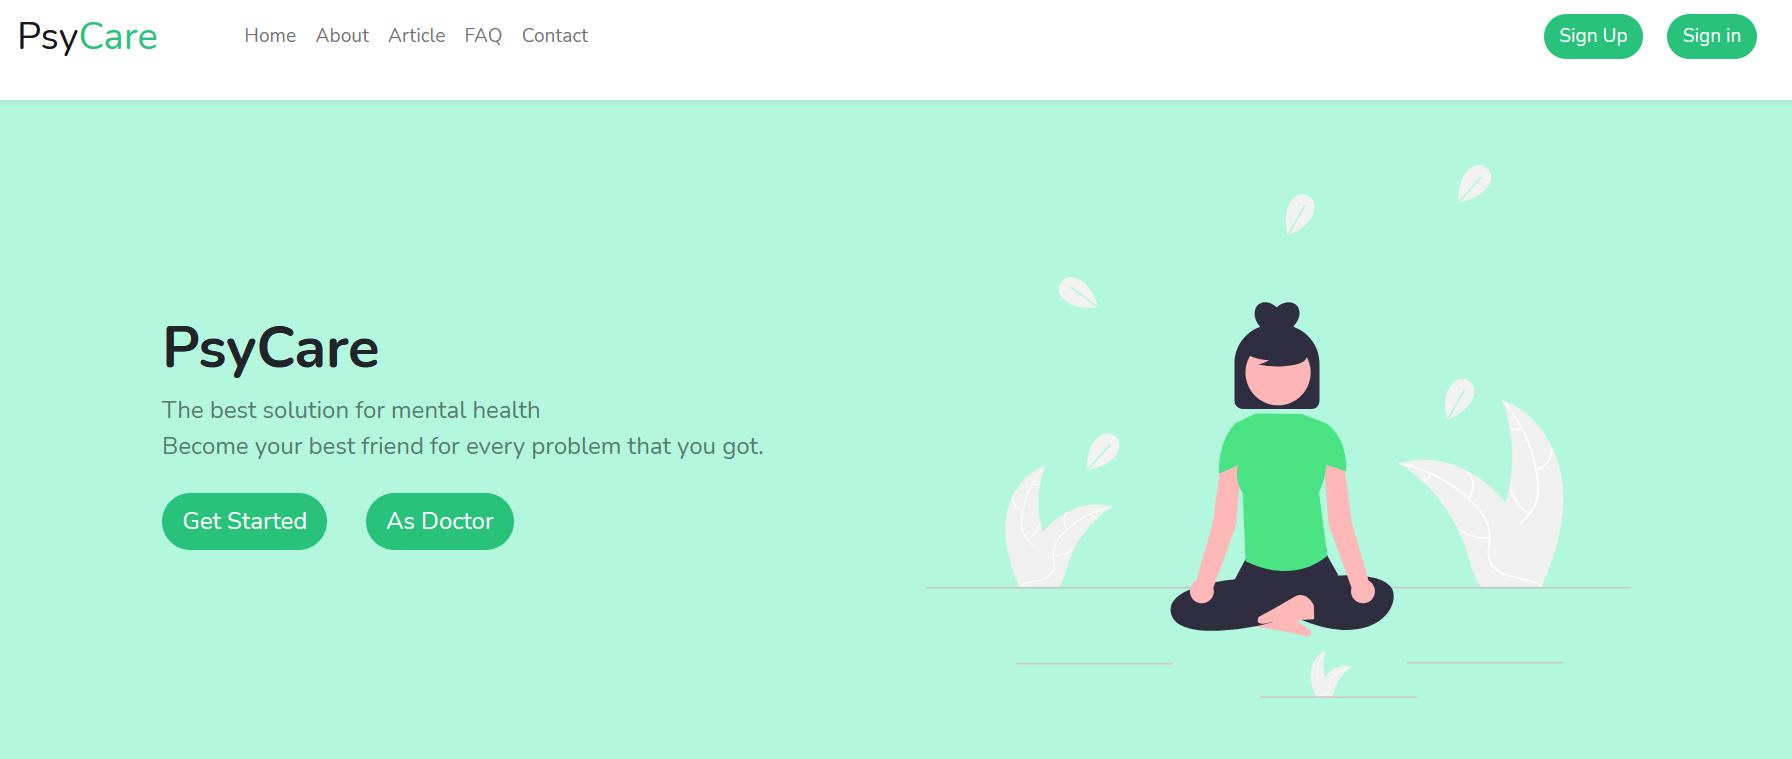 PsyCare
Home About Article FAQ Contact
Sign Up Sign in
PsyCare
The best solution for mental health
Become your best friend for every problem that you got.
Get Started As Doctor